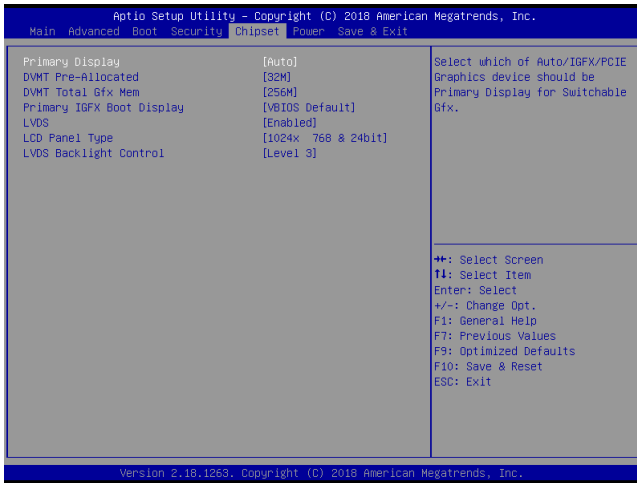 Aptio Setup Utility – Copyright (C) 2018 American Megatrends, Inc.
Main Advanced Boot Security Chipset Power Save & Exit
Primary Display [Auto]
DVMT Pre-Allocated [32M]
DVMT Total Gfx Mem [256M]
Primary IGFX Boot Display [VBIOS Default]
LVDS [Enabled]
LCD Panel Type [1024x 768 & 24bit]
LVDS Backlight Control [Level 3]
Select which of Auto/IGFX/PCIE
Graphics device should be
Primary Display for Switchable
Gfx.
→←: Select Screen
↑↓: Select Item
Enter: Select
+/-: Change Opt.
F1: General Help
F7: Previous Values
F9: Optimized Defaults
F10: Save & Reset
ESC: Exit
Version 2.18.1263. Copyright (C) 2018 American Megatrends, Inc.